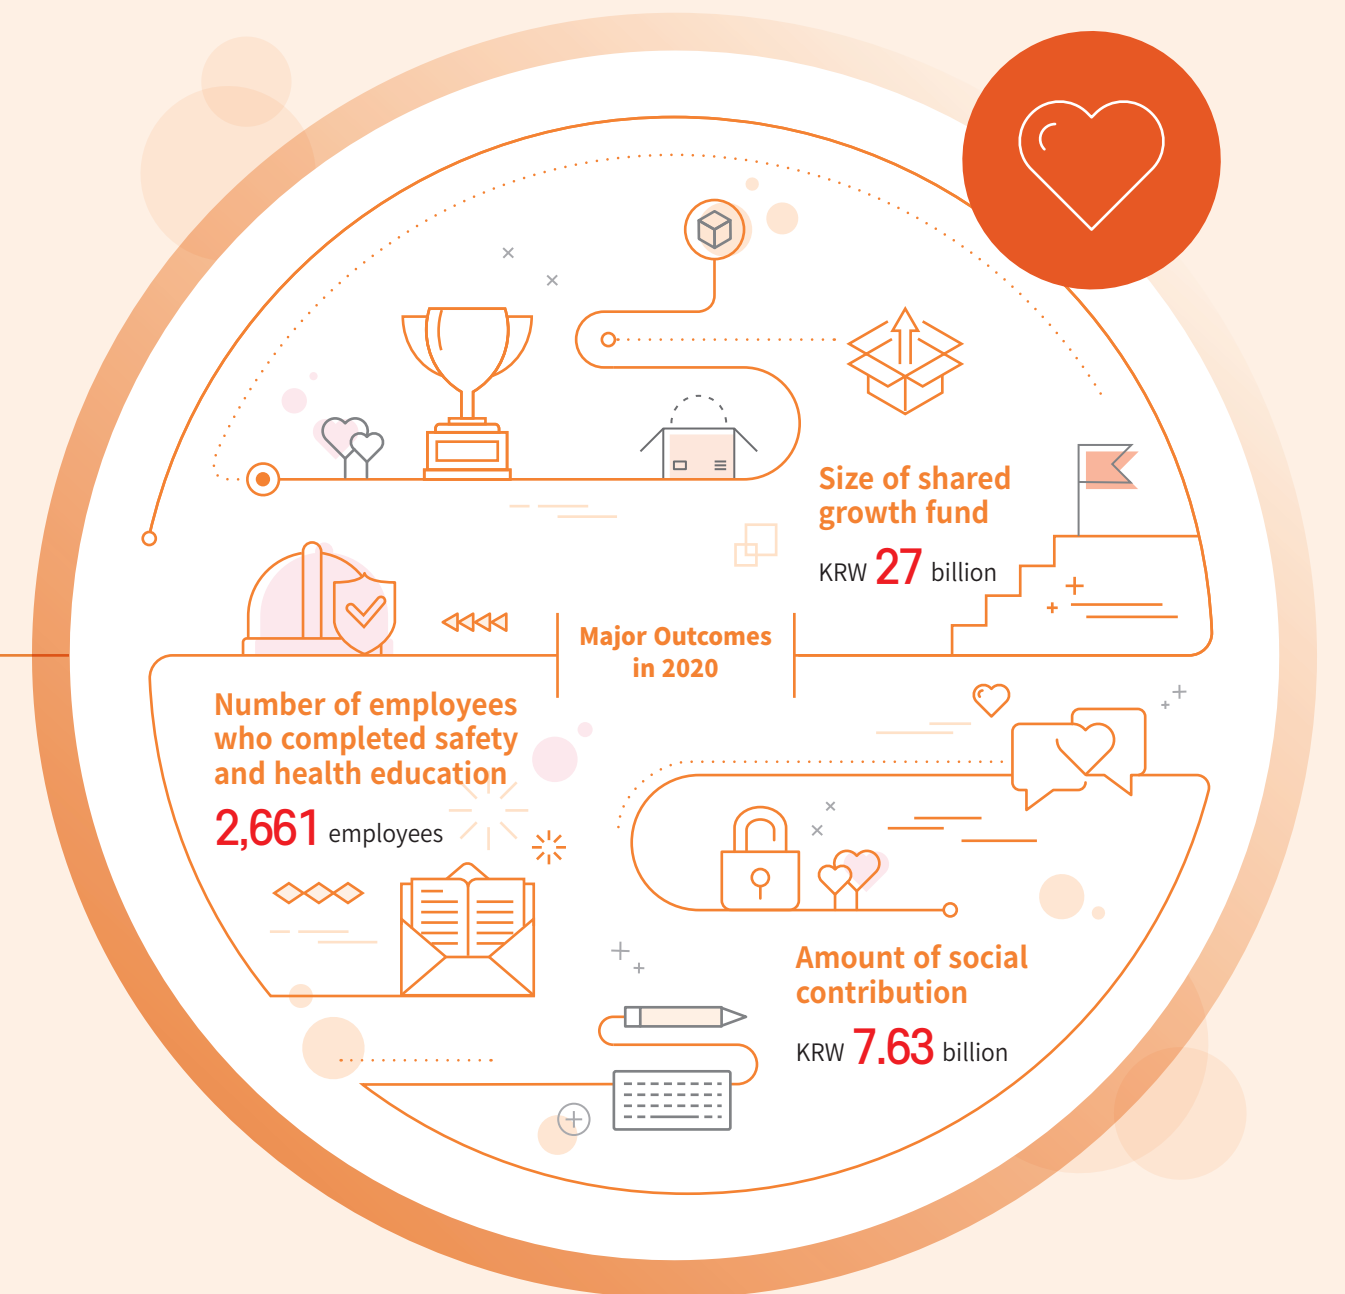 Size of shared
growth fund
KRW 27 billion
Major Outcomes
in 2020
Number of employees
who completed safety
and health education
2,661 employees
Amount of social
contribution
KRW 7.63 billion